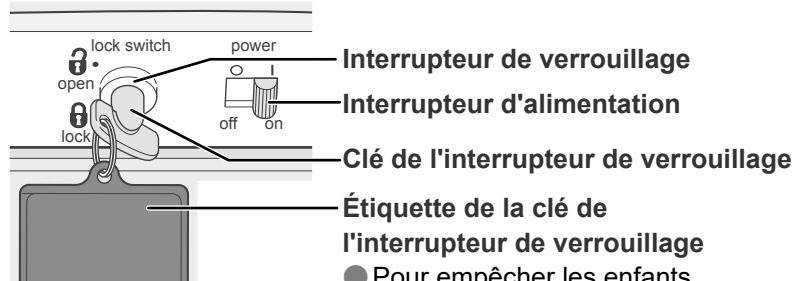 lock switch
power
open
lock
off
on
Interrupteur de verrouillage
Interrupteur d'alimentation
Clé de l'interrupteur de verrouillage
Étiquette de la clé de
l'interrupteur de verrouillage
Pour empêcher les enfants